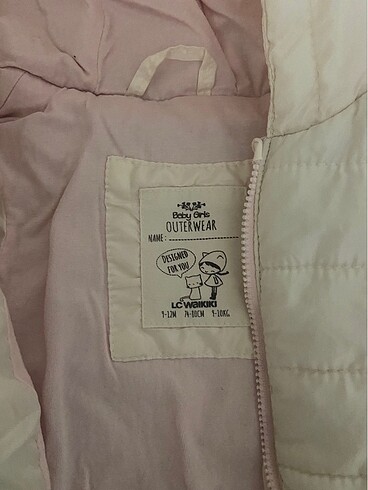 Baby Girls
OUTERWEAR
NAME:
DESIGNED
FOR YOU
LC WAIKIKI
9-12M 74-80CM 9-10KG